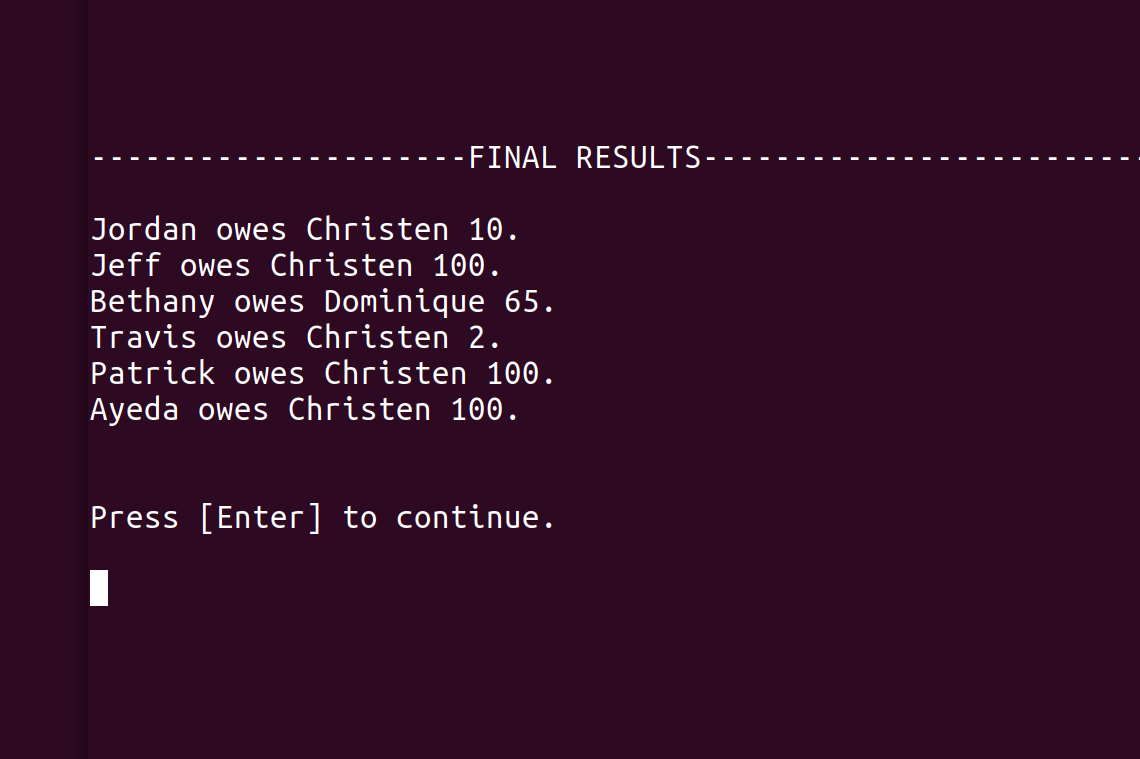 ---------------------FINAL RESULTS-------------------------
Jordan owes Christen 10.
Jeff owes Christen 100.
Bethany owes Dominique 65.
Travis owes Christen 2.
Patrick owes Christen 100.
Ayeda owes Christen 100.
Press [Enter] to continue.